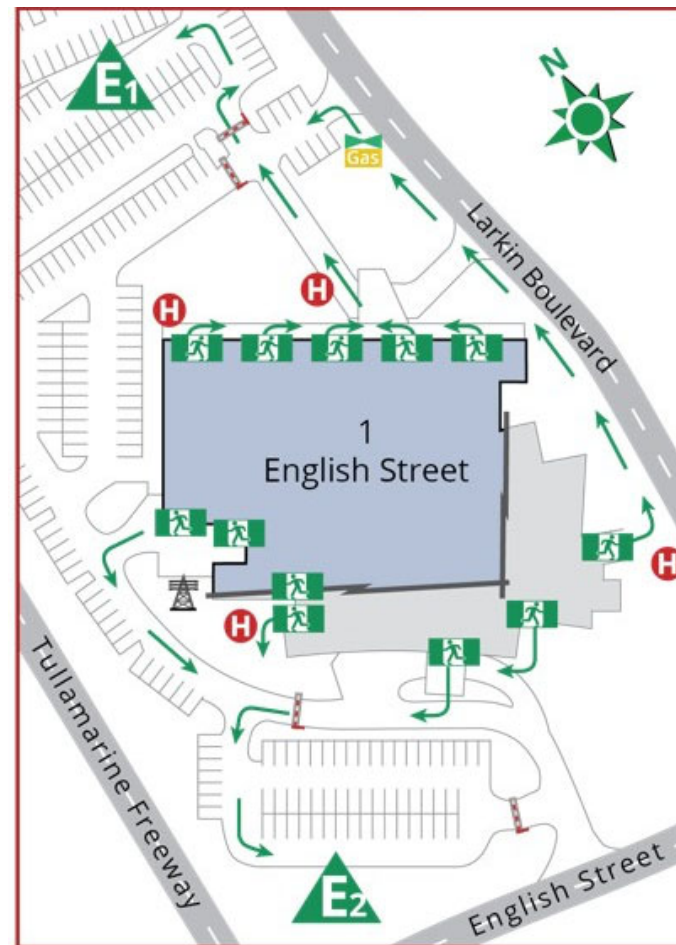 E1
N
Gas
Larkin Boulevard
H
H
1
English Street
H
H
Tullamarine Freeway
E2
English Street